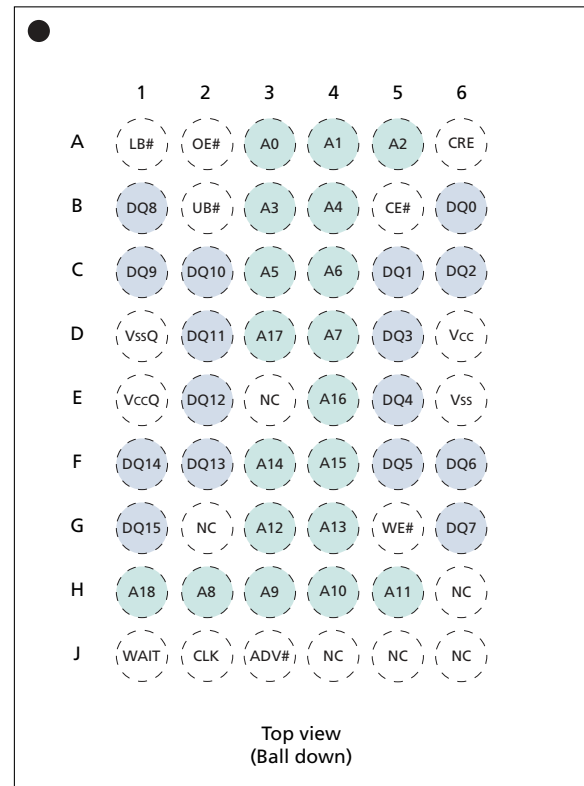 1 2 3 4 5 6
A LB# OE# A0 A1 A2 CRE
B DQ8 UB# A3 A4 CE# DQ0
C DQ9 DQ10 A5 A6 DQ1 DQ2
D VssQ DQ11 A17 A7 DQ3 Vcc
E VccQ DQ12 NC A16 DQ4 Vss
F DQ14 DQ13 A14 A15 DQ5 DQ6
G DQ15 NC A12 A13 WE# DQ7
H A18 A8 A9 A10 A11 NC
J WAIT CLK ADV# NC NC NC
Top view
(Ball down)